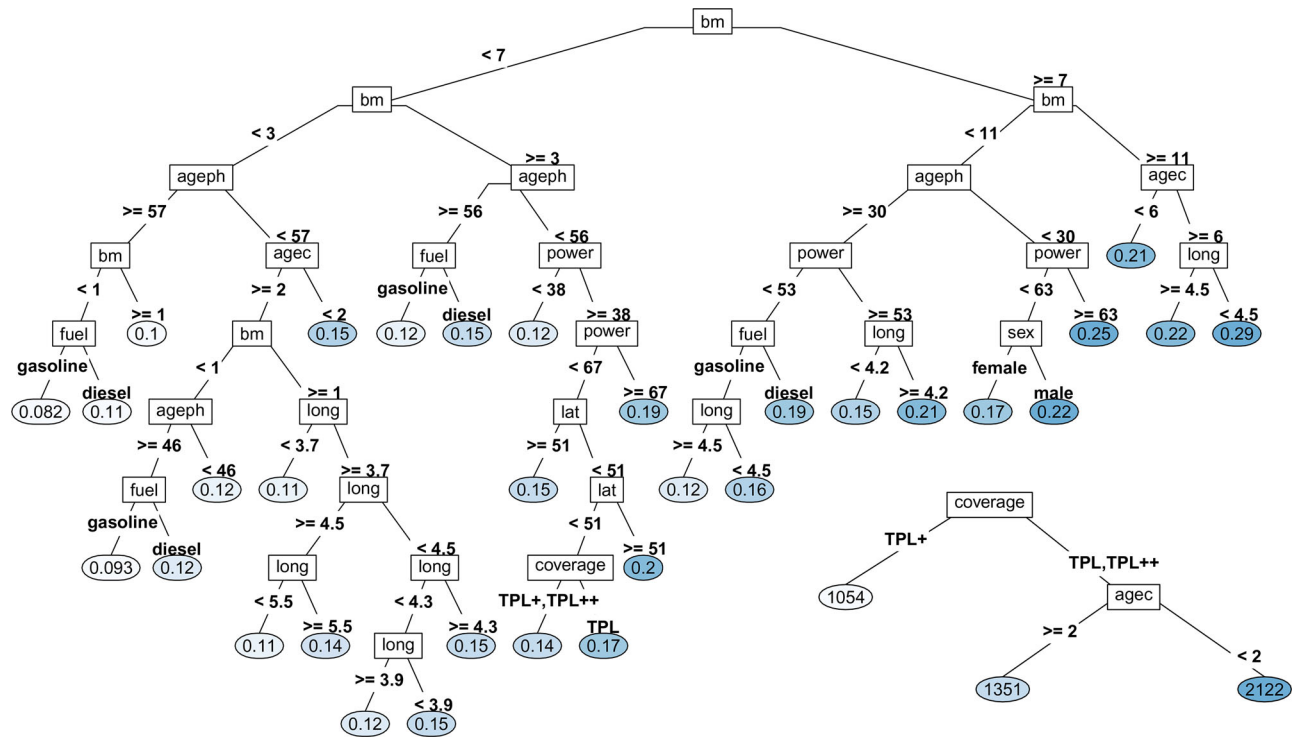 bm
< 7
>= 7
bm
bm
< 3
< 11
>= 3
>= 11
ageph
ageph
ageph
agec
>= 57
>= 56
>= 30
< 6
< 57
< 56
< 30
>= 6
bm
agec
fuel
power
power
power
0.21
long
< 1
>= 2
gasoline
< 38
< 53
< 63
>= 4.5
>= 1
< 2
diesel
>= 38
>= 53
>= 63
< 4.5
fuel
0.1
bm
0.15
0.12
0.15
0.12
power
fuel
long
sex
0.25
0.22
0.29
gasoline
< 1
< 67
gasoline
< 4.2
female
diesel
>= 1
>= 67
diesel
>= 4.2
male
0.082
0.11
ageph
long
lat
0.19
long
0.19
0.15
0.21
0.17
0.22
>= 46
< 3.7
>= 51
>= 4.5
< 46
>= 3.7
< 51
< 4.5
fuel
0.12
0.11
long
0.15
lat
0.12
0.16
coverage
gasoline
>= 4.5
< 51
TPL+
diesel
< 4.5
>= 51
TPL,TPL++
0.093
0.12
long
long
coverage
0.2
1054
agec
< 5.5
< 4.3
TPL+,TPL++
>= 5.5
>= 4.3
TPL
>= 2
0.11
0.14
long
0.15
0.14
0.17
< 2
>= 3.9
1351
2122
< 3.9
0.12
0.15